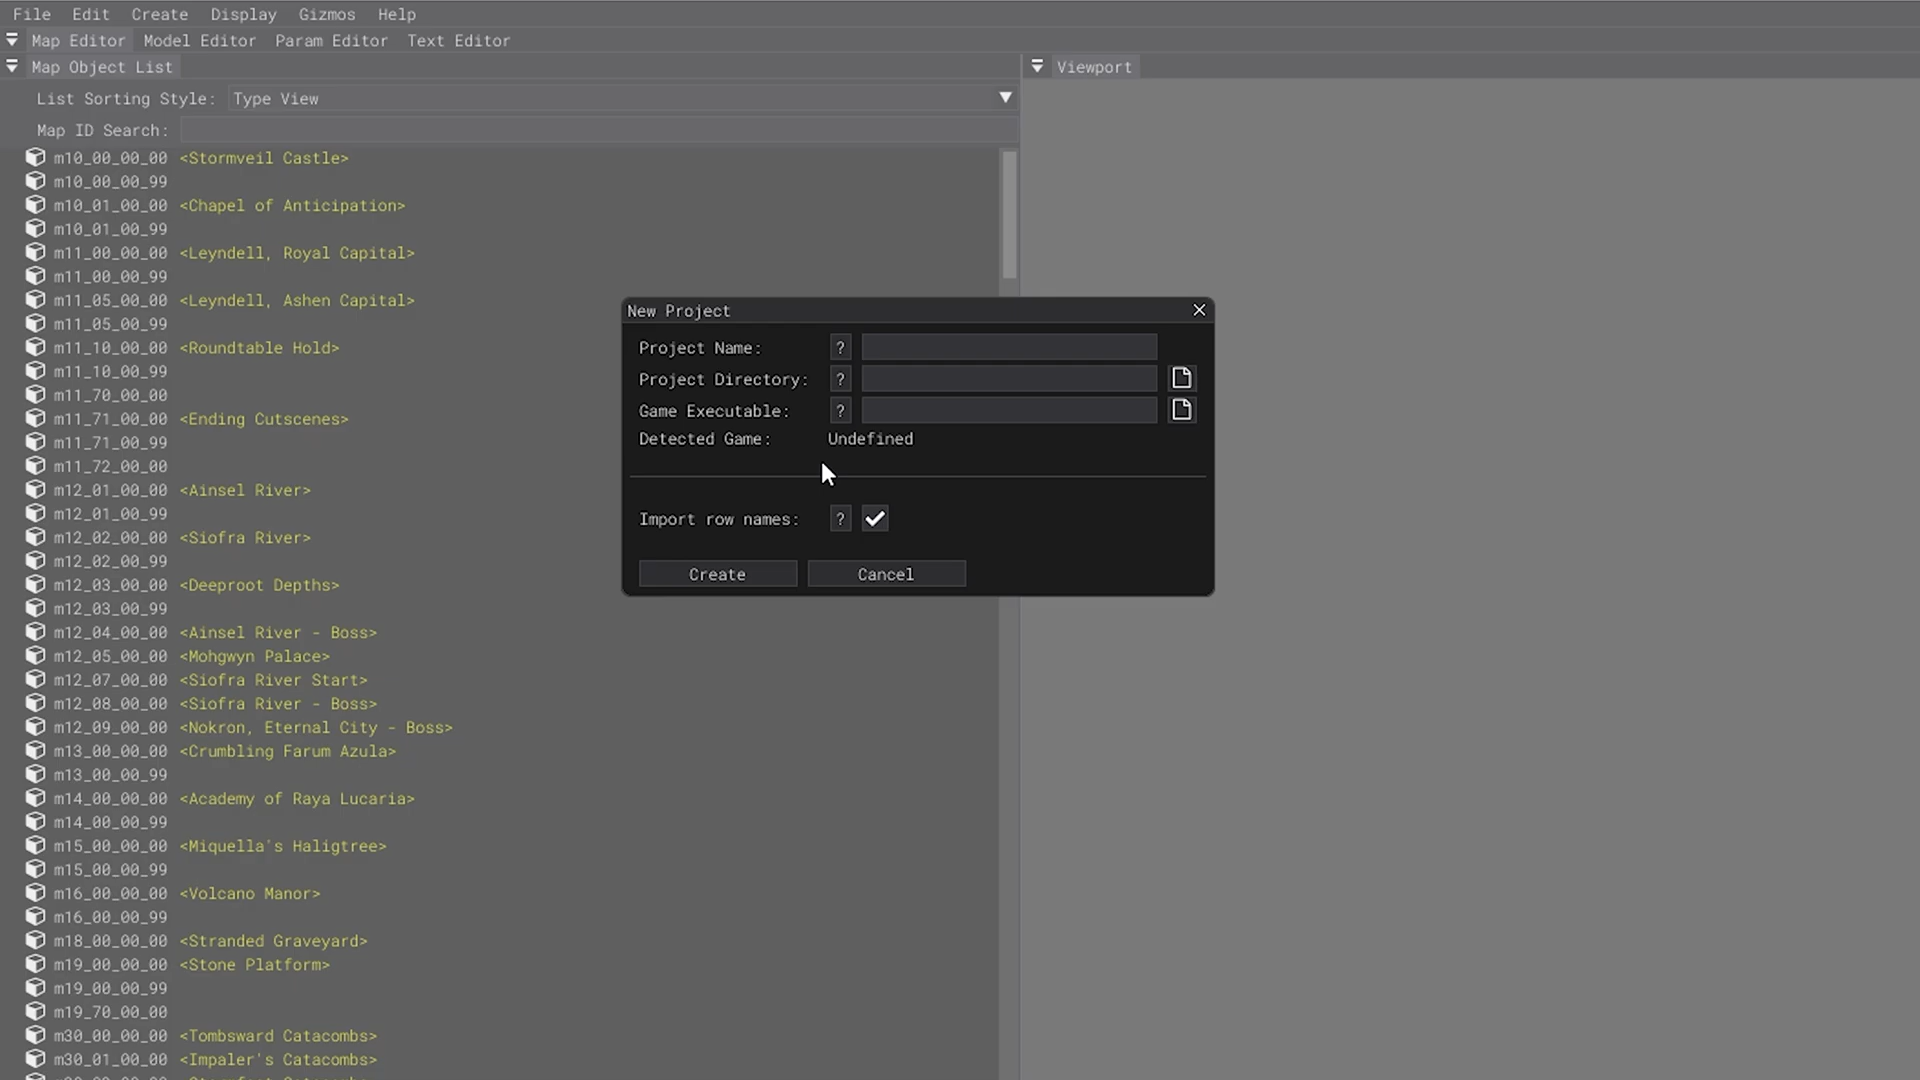 File Edit Create Display Gizmos Help
Map Editor Model Editor Param Editor Text Editor
Map Object List
List Sorting Style: Type View
Map ID Search:
m10_00_00_00 <Stormveil Castle>
m10_00_00_99
m10_01_00_00 <Chapel of Anticipation>
m10_01_00_99
m11_00_00_00 <Leyndell, Royal Capital>
m11_00_00_99
m11_05_00_00 <Leyndell, Ashen Capital>
m11_05_00_99
m11_10_00_00 <Roundtable Hold>
m11_10_00_99
m11_70_00_00
m11_71_00_00 <Ending Cutscenes>
m11_71_00_99
m11_72_00_00
m12_01_00_00 <Ainsel River>
m12_01_00_99
m12_02_00_00 <Siofra River>
m12_02_00_99
m12_03_00_00 <Deeproot Depths>
m12_03_00_99
m12_04_00_00 <Ainsel River - Boss>
m12_05_00_00 <Mohgwyn Palace>
m12_07_00_00 <Siofra River Start>
m12_08_00_00 <Siofra River - Boss>
m12_09_00_00 <Nokron, Eternal City - Boss>
m13_00_00_00 <Crumbling Farum Azula>
m13_00_00_99
m14_00_00_00 <Academy of Raya Lucaria>
m14_00_00_99
m15_00_00_00 <Miquella's Haligtree>
m15_00_00_99
m16_00_00_00 <Volcano Manor>
m16_00_00_99
m18_00_00_00 <Stranded Graveyard>
m19_00_00_00 <Stone Platform>
m19_00_00_99
m19_70_00_00
m30_00_00_00 <Tombsward Catacombs>
m30_01_00_00 <Impaler's Catacombs>
Viewport
New Project
Project Name: ?
Project Directory: ?
Game Executable: ?
Detected Game: Undefined
Import row names: ?
Create Cancel